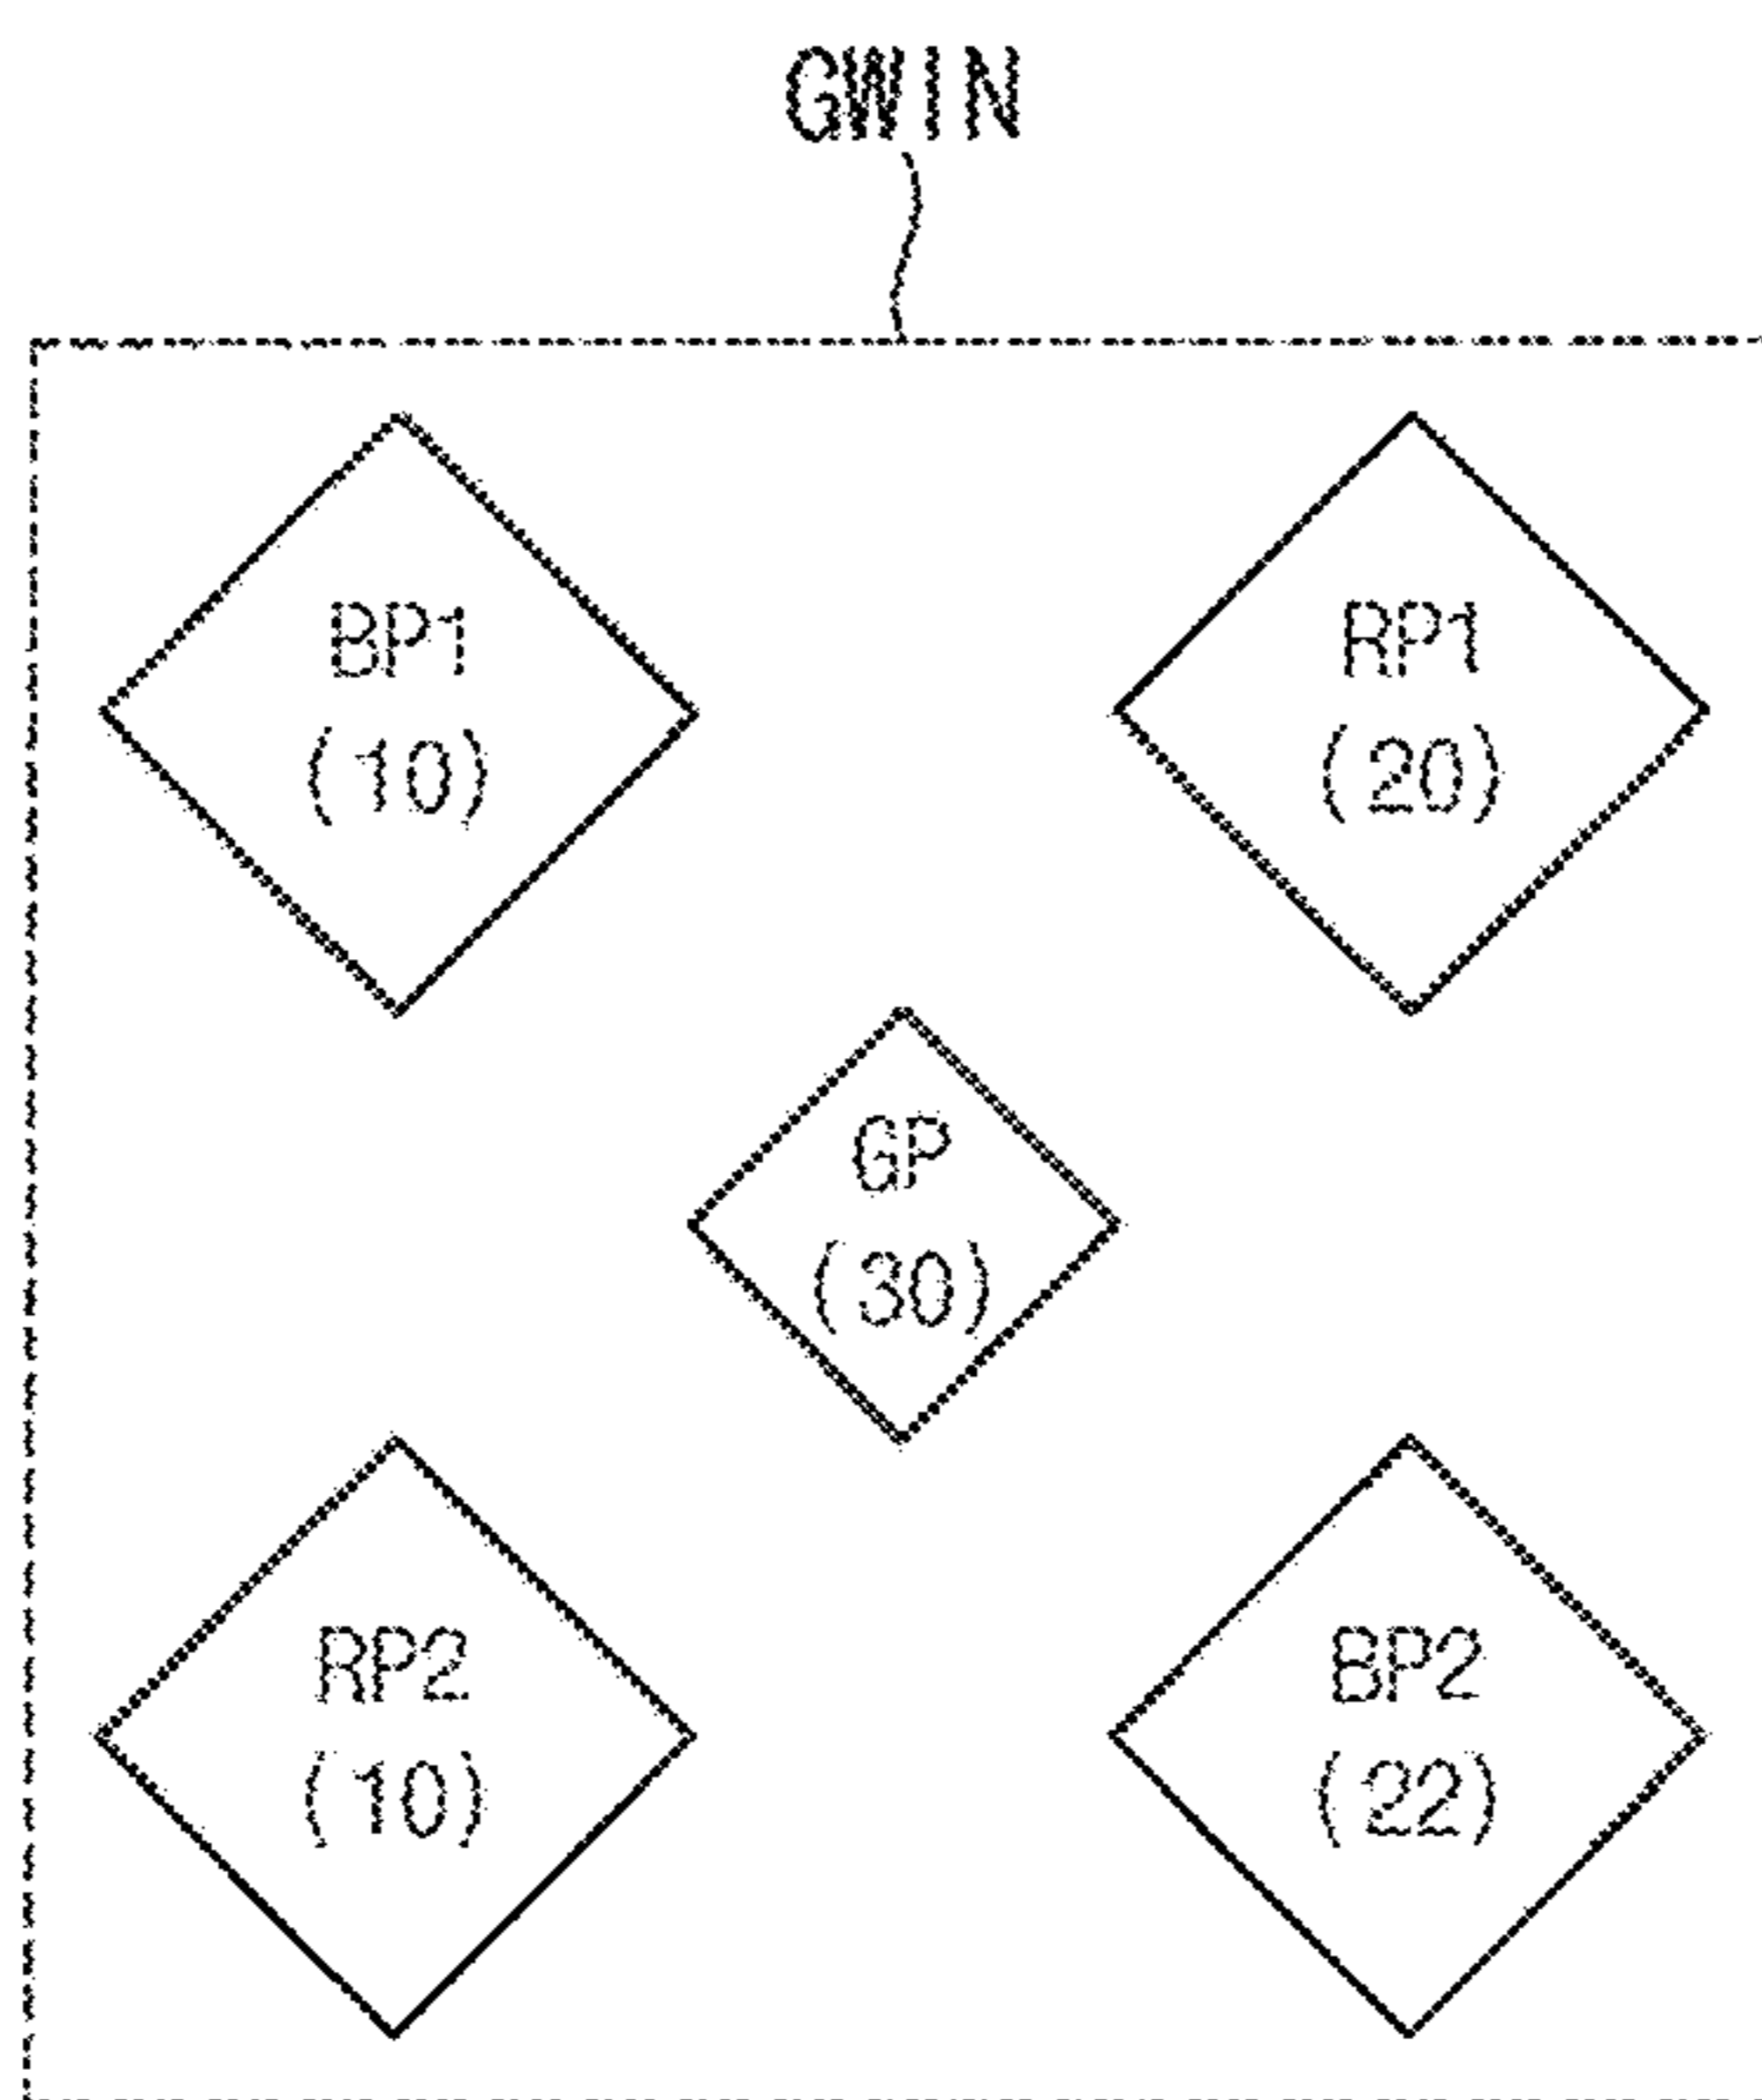 GWIN
BP1
(10)
RP1
(20)
GP
(30)
RP2
(10)
BP2
(22)